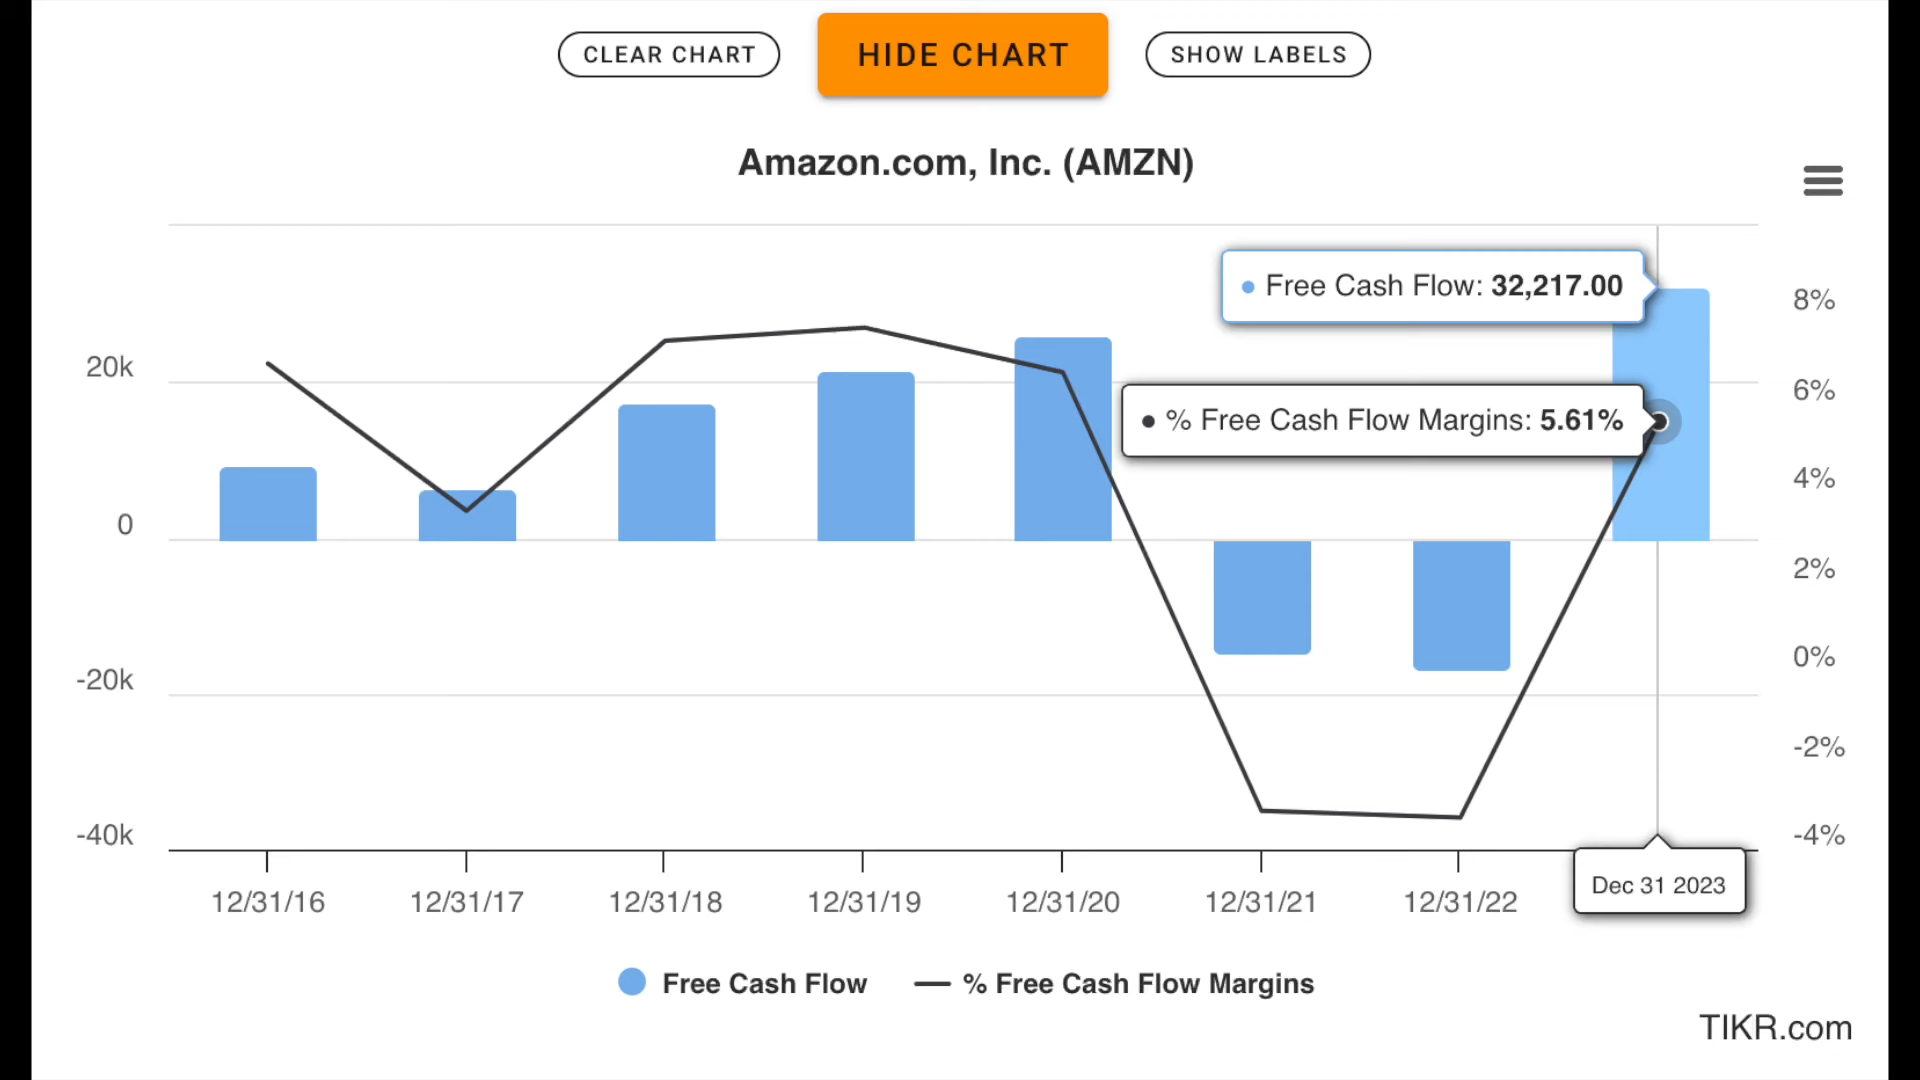 CLEAR CHART
HIDE CHART
SHOW LABELS
Amazon.com, Inc. (AMZN)
Free Cash Flow: 32,217.00
% Free Cash Flow Margins: 5.61%
20k
0
-20k
-40k
8%
6%
4%
2%
0%
-2%
-4%
12/31/16
12/31/17
12/31/18
12/31/19
12/31/20
12/31/21
12/31/22
Dec 31 2023
Free Cash Flow
% Free Cash Flow Margins
TIKR.com